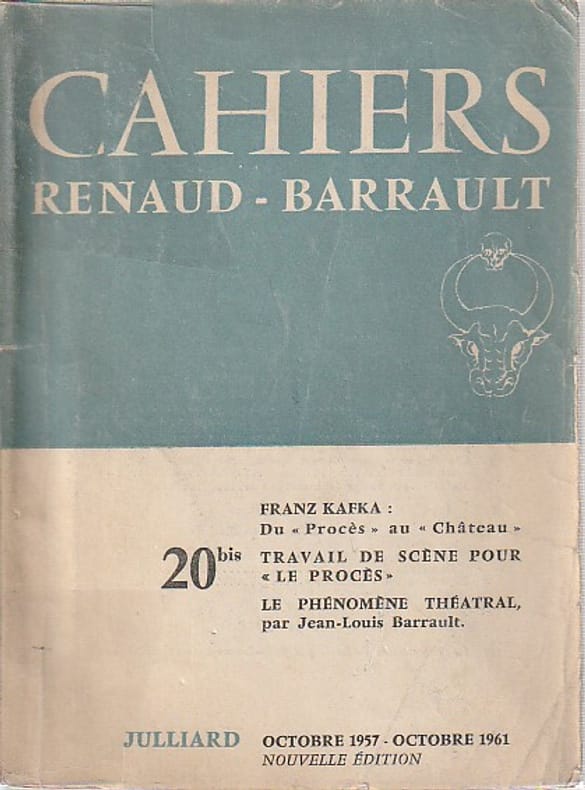 CAHIERS
RENAUD - BARRAULT
FRANZ KAFKA :
Du « Procès » au « Château »
20bis
TRAVAIL DE SCÈNE POUR
« LE PROCÈS»
LE PHÉNOMÈNE THÉATRAL,
par Jean-Louis Barrault.
JULLIARD
OCTOBRE 1957 - OCTOBRE 1961
NOUVELLE ÉDITION